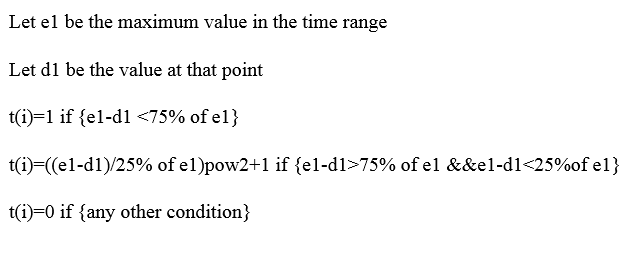 Let e1 be the maximum value in the time range
Let d1 be the value at that point
t(i)=1 if {e1-d1 <75% of e1}
t(i)=((e1-d1)/25% of e1)pow2+1 if {e1-d1>75% of e1 &&e1-d1<25%of e1}
t(i)=0 if {any other condition}